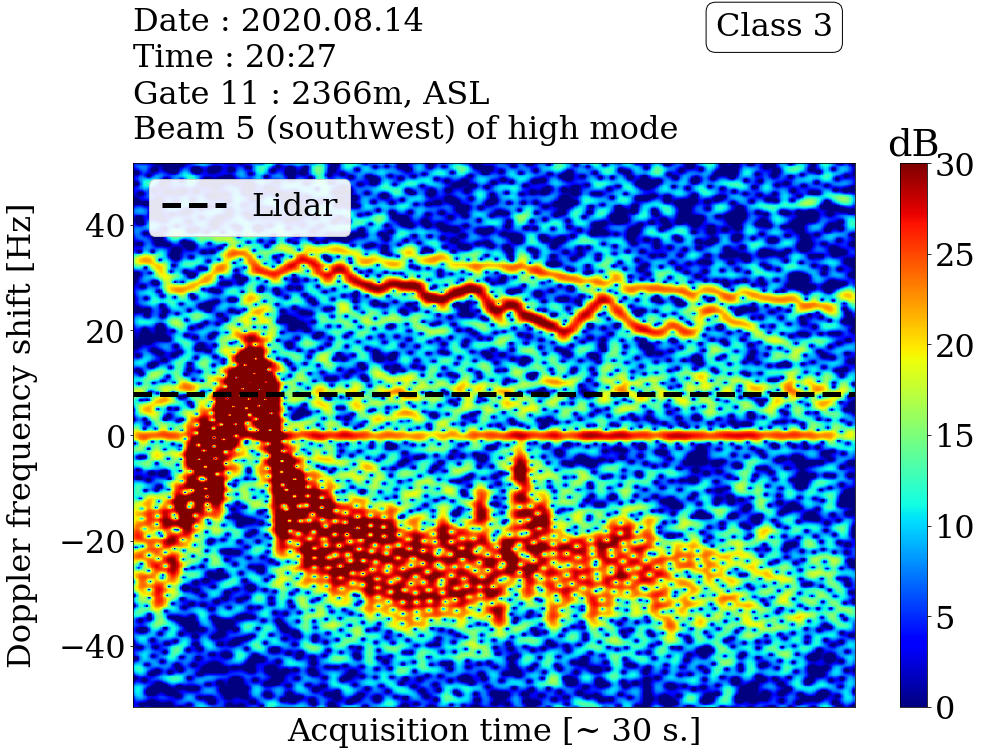 Date : 2020.08.14
Class 3
Time : 20:27
Gate 11 : 2366m, ASL
Beam 5 (southwest) of high mode
dB
Lidar
40
20
0
−20
−40
Doppler frequency shift [Hz]
Acquisition time [~ 30 s.]
30
25
20
15
10
5
0